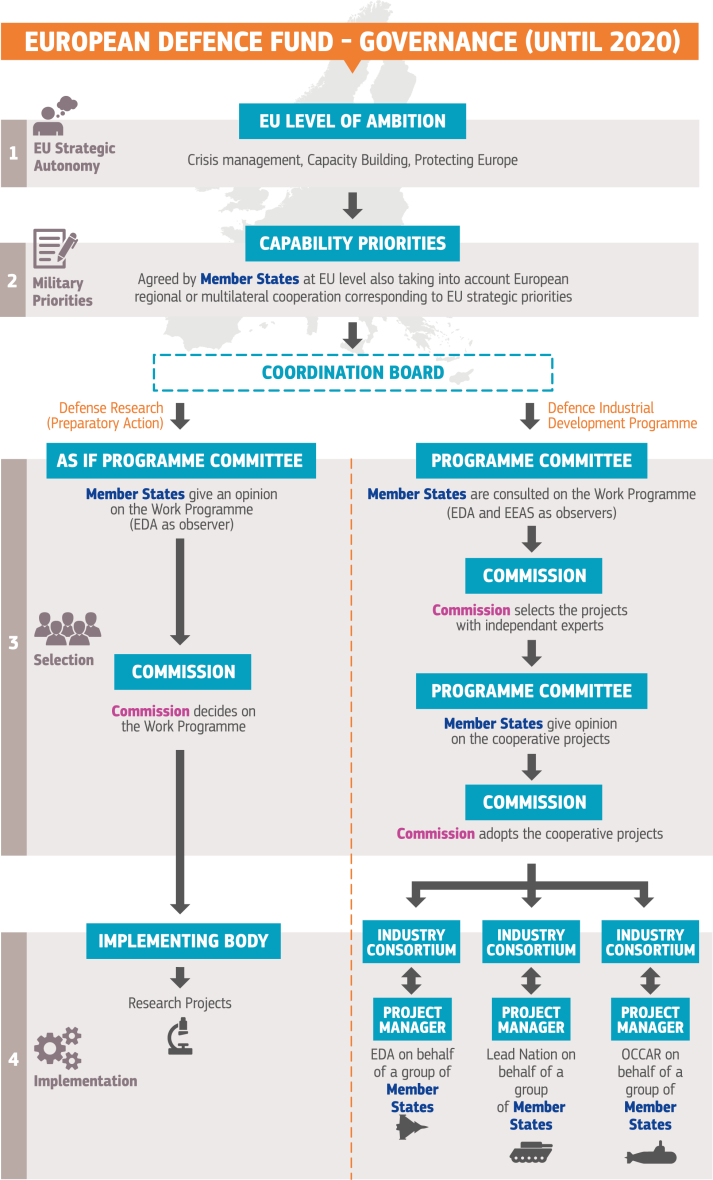 EUROPEAN DEFENCE FUND – GOVERNANCE (UNTIL 2020)
1
EU Strategic
Autonomy
EU LEVEL OF AMBITION
Crisis management, Capacity Building, Protecting Europe
2
Military
Priorities
CAPABILITY PRIORITIES
Agreed by Member States at EU level also taking into account European
regional or multilateral cooperation corresponding to EU strategic priorities
COORDINATION BOARD
Defense Research
(Preparatory Action)
Defence Industrial
Development Programme
3
Selection
AS IF PROGRAMME COMMITTEE
Member States give an opinion
on the Work Programme
(EDA as observer)
COMMISSION
Commission decides on
the Work Programme
PROGRAMME COMMITTEE
Member States are consulted on the Work Programme
(EDA and EEAS as observers)
COMMISSION
Commission selects the projects
with independant experts
PROGRAMME COMMITTEE
Member States give opinion
on the cooperative projects
COMMISSION
Commission adopts the cooperative projects
4
Implementation
IMPLEMENTING BODY
Research Projects
INDUSTRY
CONSORTIUM
PROJECT
MANAGER
EDA on behalf
of a group of
Member
States
INDUSTRY
CONSORTIUM
PROJECT
MANAGER
Lead Nation on
behalf of a
group
of Member
States
INDUSTRY
CONSORTIUM
PROJECT
MANAGER
OCCAR on
behalf of a
group of
Member
States